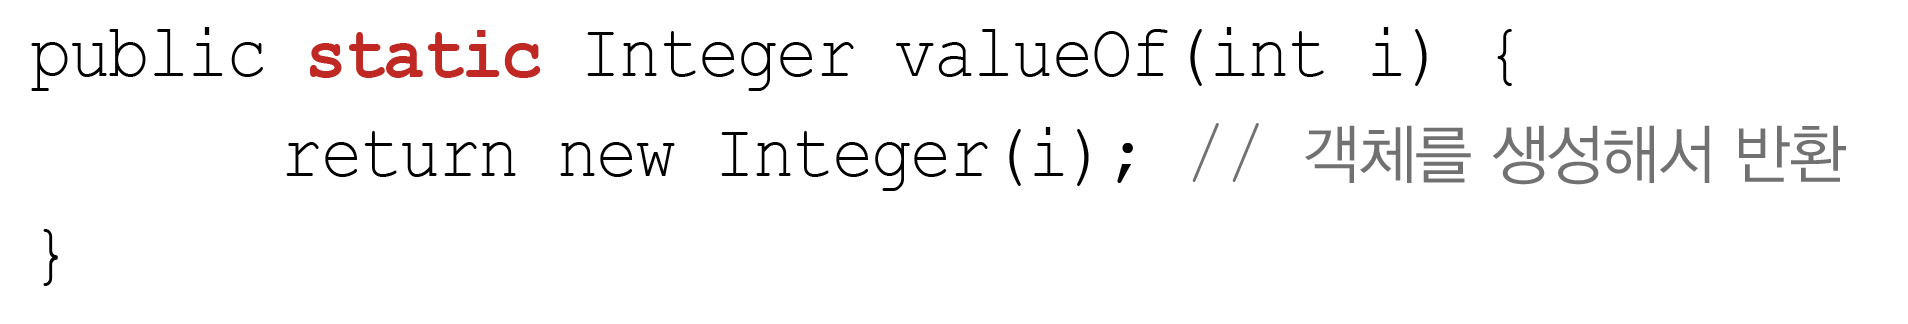 public static Integer valueOf(int i) {
return new Integer(i); // 객체를 생성해서 반환
}